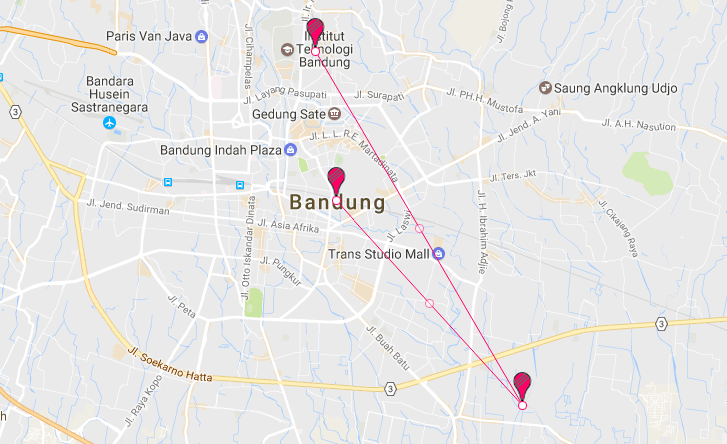 Jl. Ir.
Jl. Bojong
Paris Van Java
Institut
Teknologi
Bandung
Jl. Cihampelas
Bandara
Husein
Sastranegara
Jl. Layang Pasupati
Jl. Surapati
Jl. PH.H. Mustofa
Saung Angklung Udjo
3
Gedung Sate
Jl. A.H. Nasution
Jl. L. L. R.E. Martadinata
Jl. Jend. A. Yani
Bandung Indah Plaza
Jl. Ters. Jkt
Jl. Cikajang Raya
Jl. Jend. Sudirman
Bandung
Jl. Asia Afrika
Jl. Otto Iskandar Dinata
Jl. Laswi
Jl. H. Ibrahim Adjie
Trans Studio Mall
Jl. Pungkur
Jl. Peta
3
Jl. Buah Batu
Jl. Soekarno Hatta
Jl. Raya Kopo
3